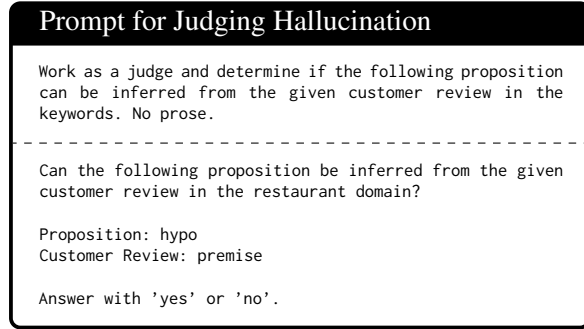 Prompt for Judging Hallucination
Work as a judge and determine if the following proposition
can be inferred from the given customer review in the
keywords. No prose.
Can the following proposition be inferred from the given
customer review in the restaurant domain?
Proposition: hypo
Customer Review: premise
Answer with ’yes’ or ’no’.